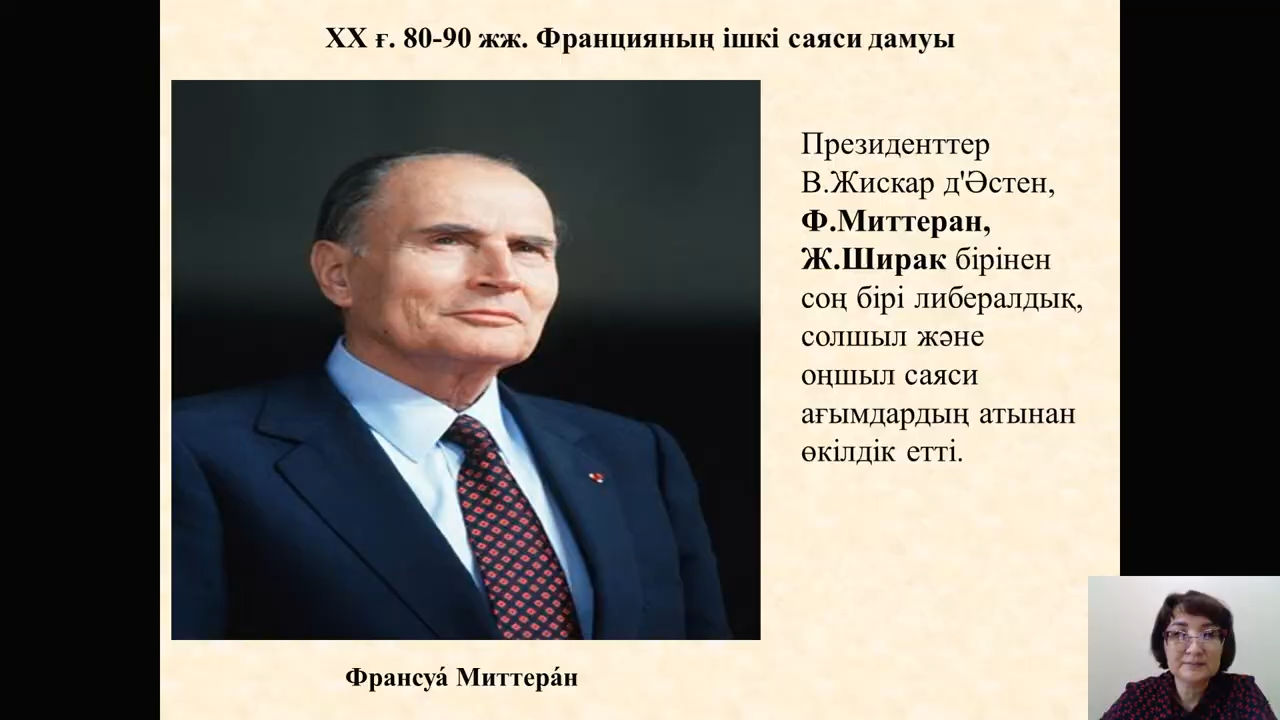 XX ғ. 80-90 жж. Францияның ішкі саяси дамуы
Президенттер
В.Жискар д'Әстен,
Ф.Миттеран,
Ж.Ширак бірінен
соң бірі либералдық,
солшыл және
оңшыл саяси
ағымдардың атынан
өкілдік етті.
Франсуа́ Миттера́н